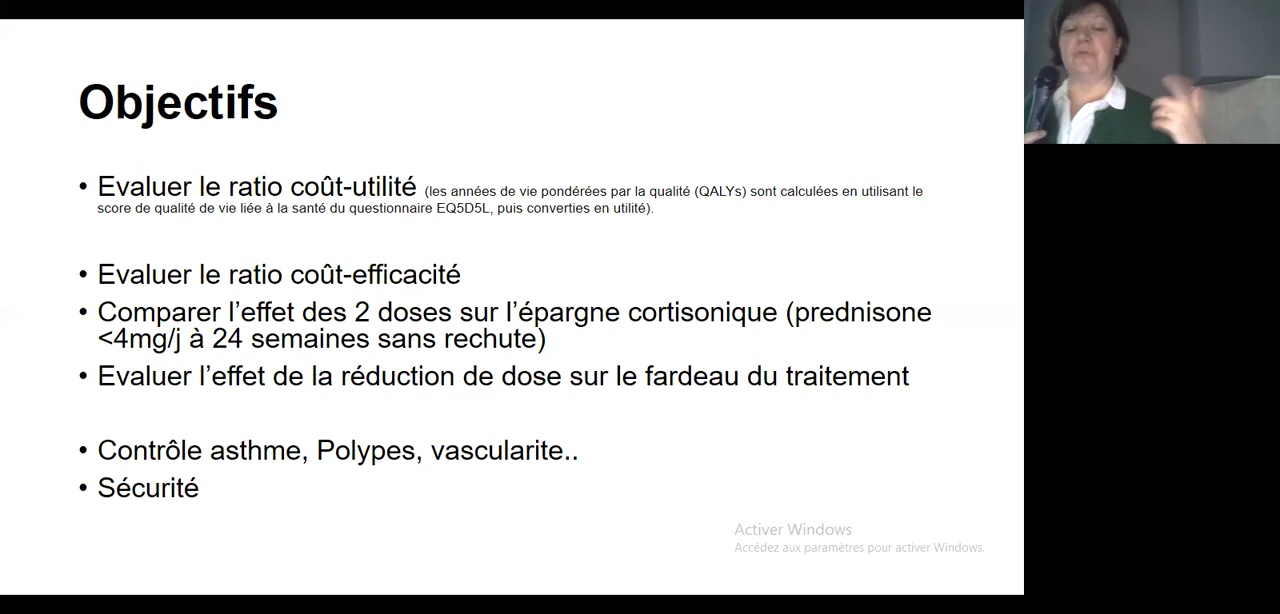 Objectifs
• Evaluer le ratio coût-utilité (les années de vie pondérées par la qualité (QALYs) sont calculées en utilisant le
score de qualité de vie liée à la santé du questionnaire EQ5D5L, puis converties en utilité).
• Evaluer le ratio coût-efficacité
• Comparer l’effet des 2 doses sur l’épargne cortisonique (prednisone
<4mg/j à 24 semaines sans rechute)
• Evaluer l’effet de la réduction de dose sur le fardeau du traitement
• Contrôle asthme, Polypes, vascularite..
• Sécurité
Activer Windows
Accédez aux paramètres pour activer Windows.